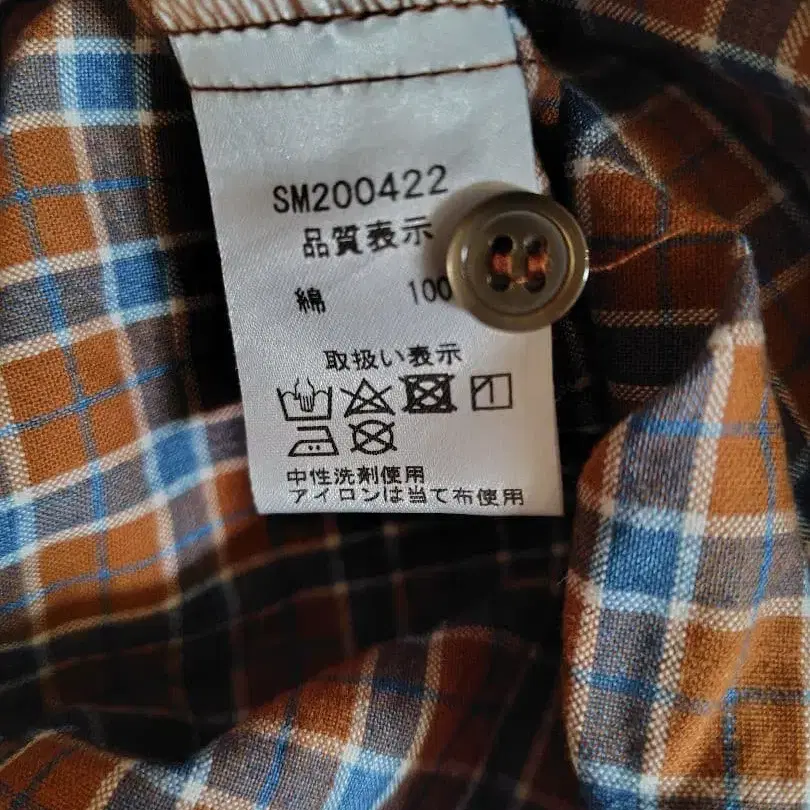 SM200422
品質表示
綿 100
取扱い表示
中性洗剤使用
アイロンは当て布使用